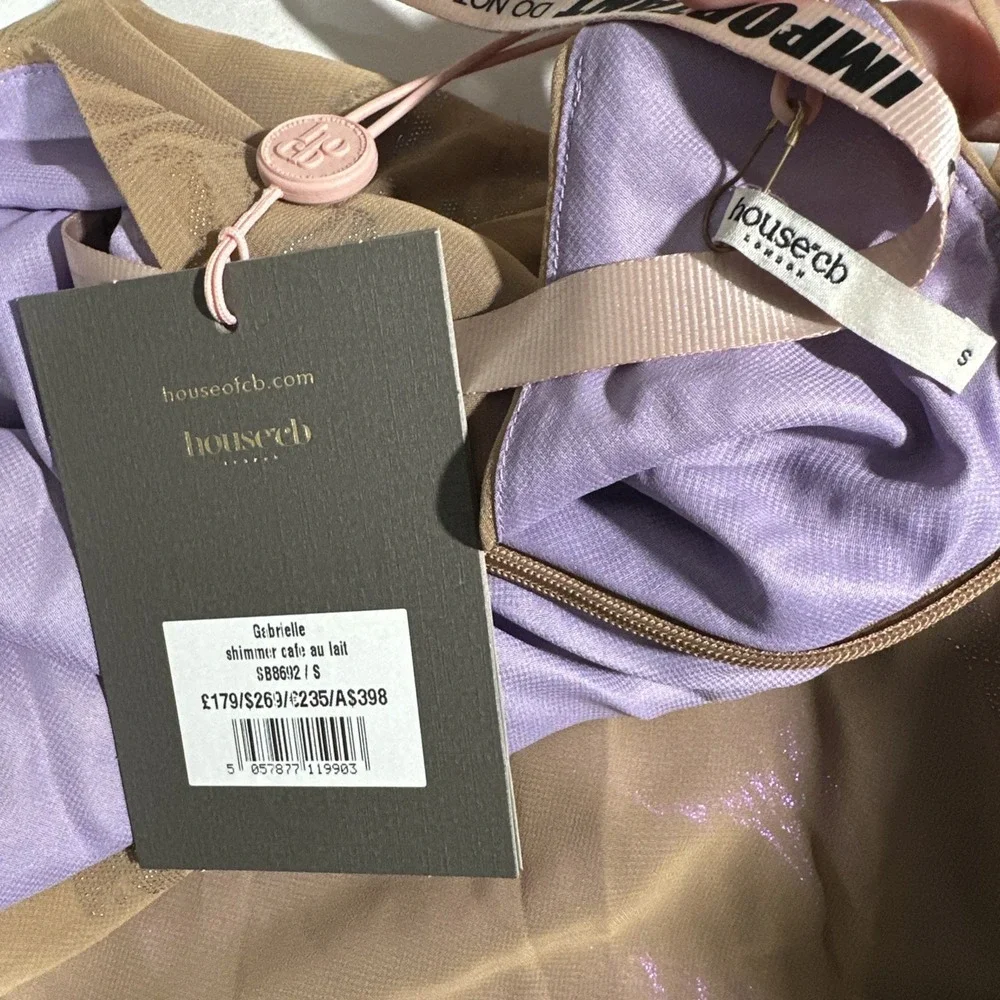 DO NOT
IMPORTANT
house of cb
LONDON
S
houseofcb.com
house of cb
LONDON
Gabrielle
shimmer cafe au lait
SB8692 / S
£179/$269/€235/A$398
5 057877 119903